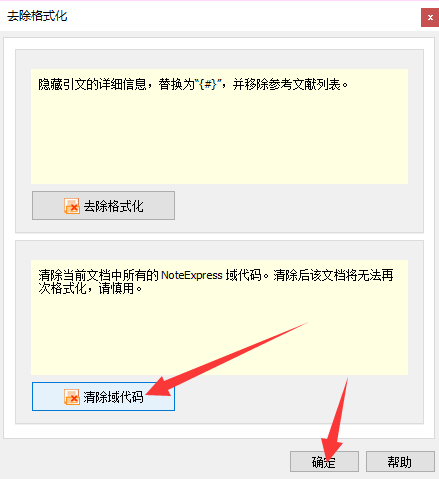 去除格式化
隐藏引文的详细信息，替换为“{#}”，并移除参考文献列表。
去除格式化
清除当前文档中所有的 NoteExpress 域代码。清除后该文档将无法再
次格式化，请慎用。
清除域代码
确定
帮助